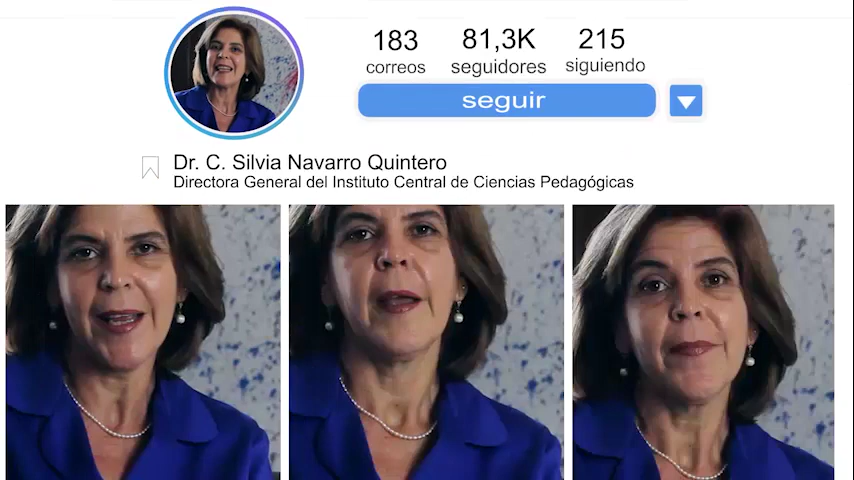 183 81,3K 215
correos seguidores siguiendo
seguir
Dr. C. Silvia Navarro Quintero
Directora General del Instituto Central de Ciencias Pedagógicas